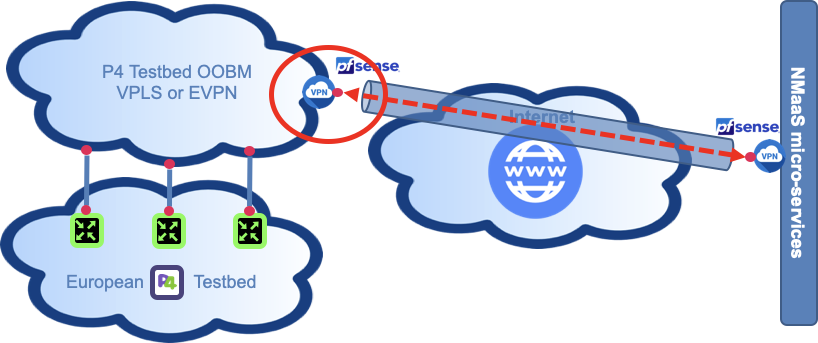 P4 Testbed OOBM
VPLS or EVPN
VPN
pfsense
Internet
www
pfsense
VPN
NMaaS micro-services
European P4 Testbed